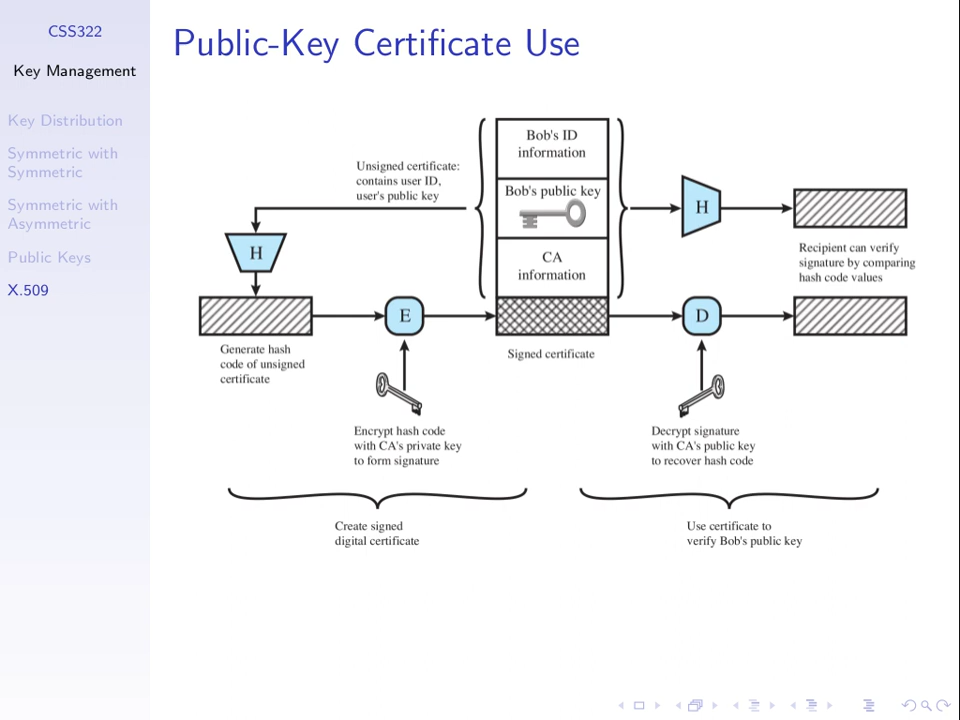 CSS322
Key Management
Key Distribution
Symmetric with
Symmetric
Symmetric with
Asymmetric
Public Keys
X.509
Public-Key Certificate Use
Unsigned certificate:
contains user ID,
user's public key
Bob's ID
information
Bob's public key
CA
information
H
H
Recipient can verify
signature by comparing
hash code values
E
D
Generate hash
code of unsigned
certificate
Signed certificate
Encrypt hash code
with CA's private key
to form signature
Decrypt signature
with CA's public key
to recover hash code
Create signed
digital certificate
Use certificate to
verify Bob's public key